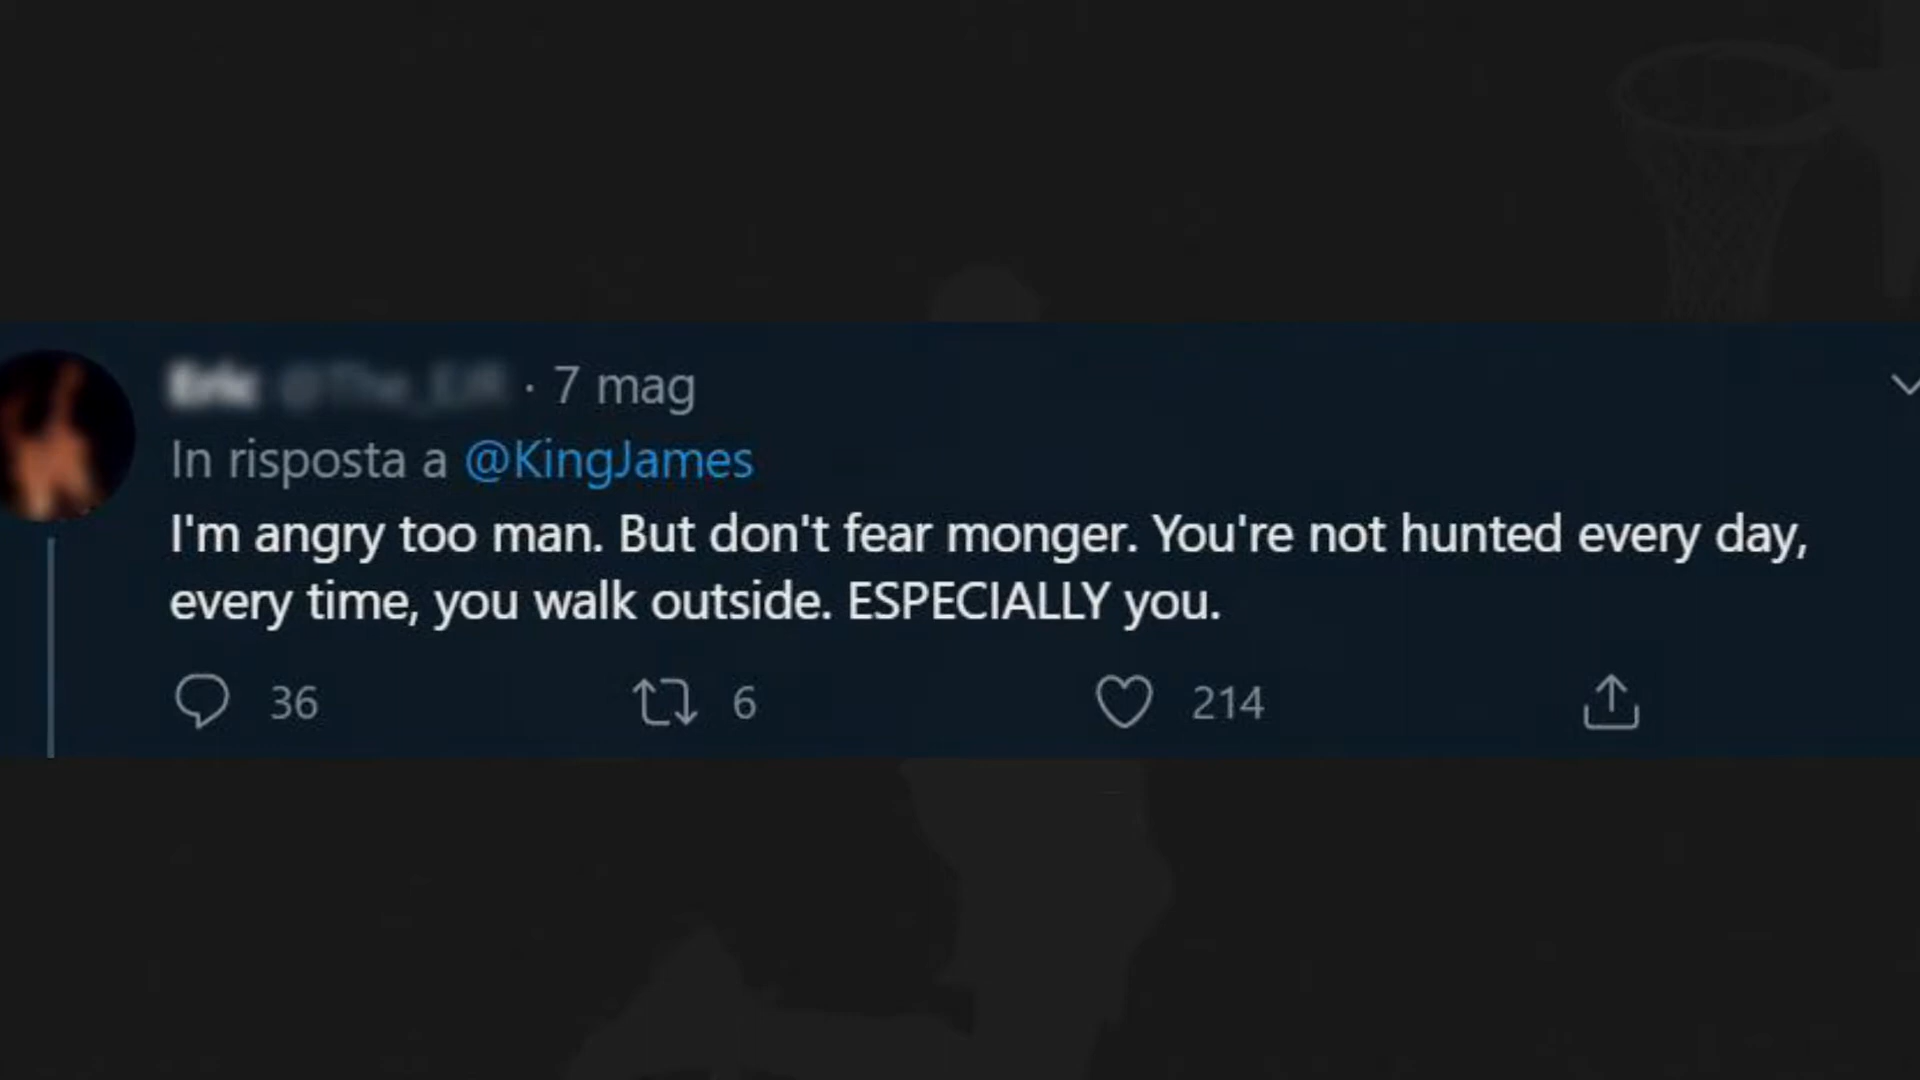 · 7 mag
In risposta a @KingJames
I'm angry too man. But don't fear monger. You're not hunted every day,
every time, you walk outside. ESPECIALLY you.
36 6 214